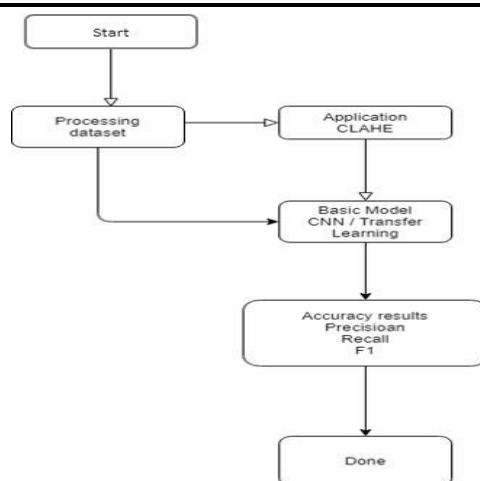 Start
Processing
dataset
Application
CLAHE
Basic Model
CNN / Transfer
Learning
Accuracy results
Precisioan
Recall
F1
Done